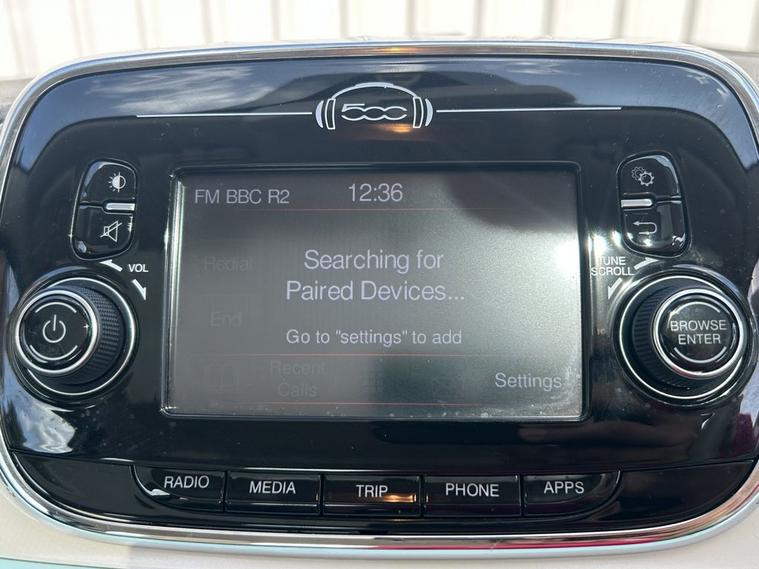 500
FM BBC R2
12:36
Searching for
Paired Devices...
Go to "settings" to add
Redial
End
Recent
Calls
Settings
VOL
TUNE
SCROLL
BROWSE
ENTER
RADIO
MEDIA
TRIP
PHONE
APPS